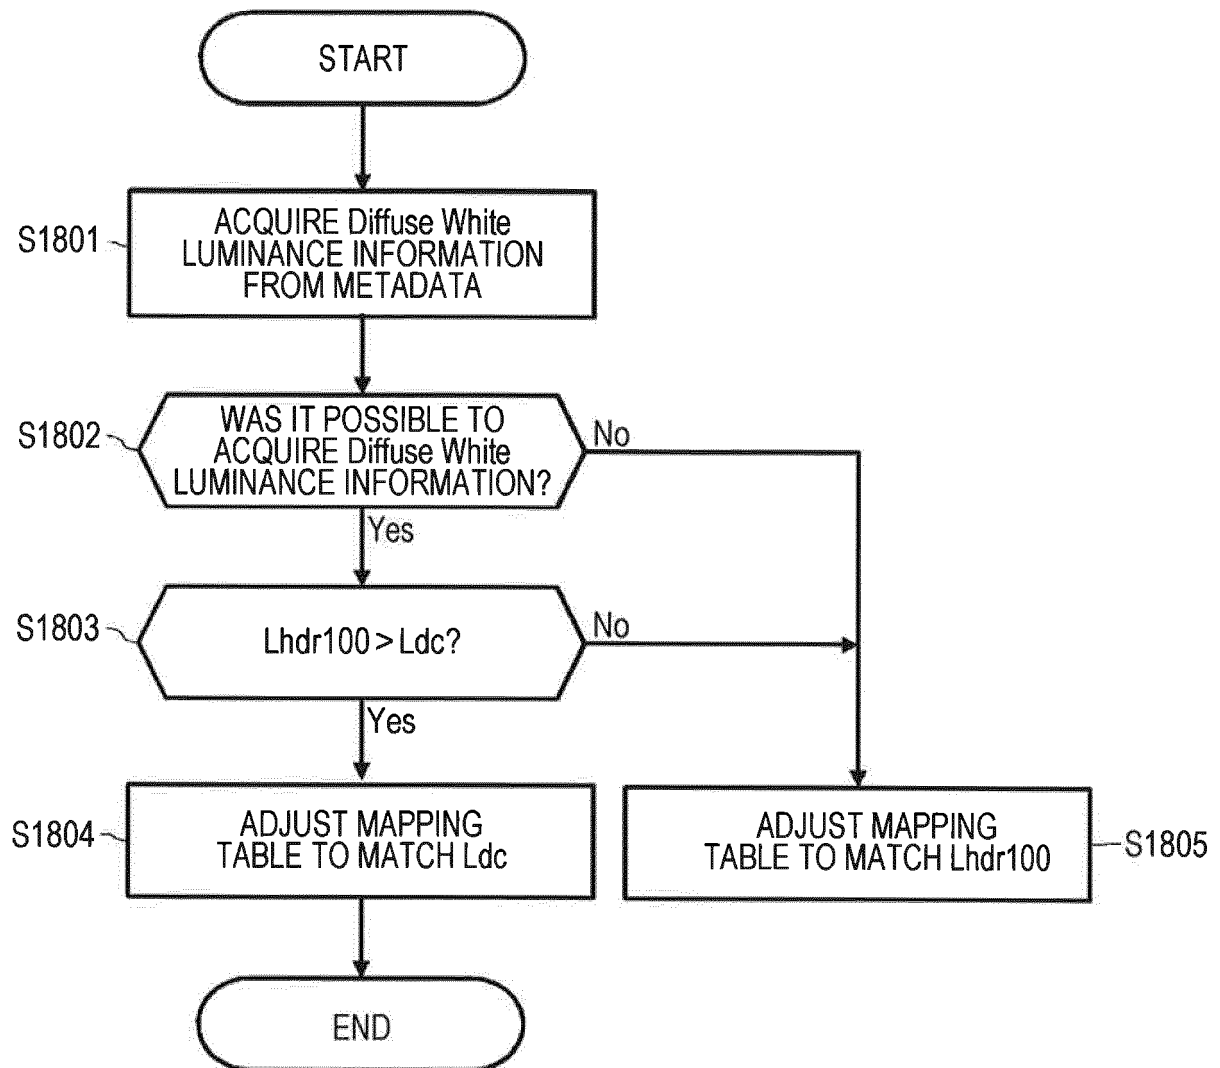 START
S1801
ACQUIRE Diffuse White
LUMINANCE INFORMATION
FROM METADATA
S1802
WAS IT POSSIBLE TO
ACQUIRE Diffuse White
LUMINANCE INFORMATION?
No
Yes
S1803
Lhdr100 > Ldc?
No
Yes
S1804
ADJUST MAPPING
TABLE TO MATCH Ldc
ADJUST MAPPING
TABLE TO MATCH Lhdr100
S1805
END